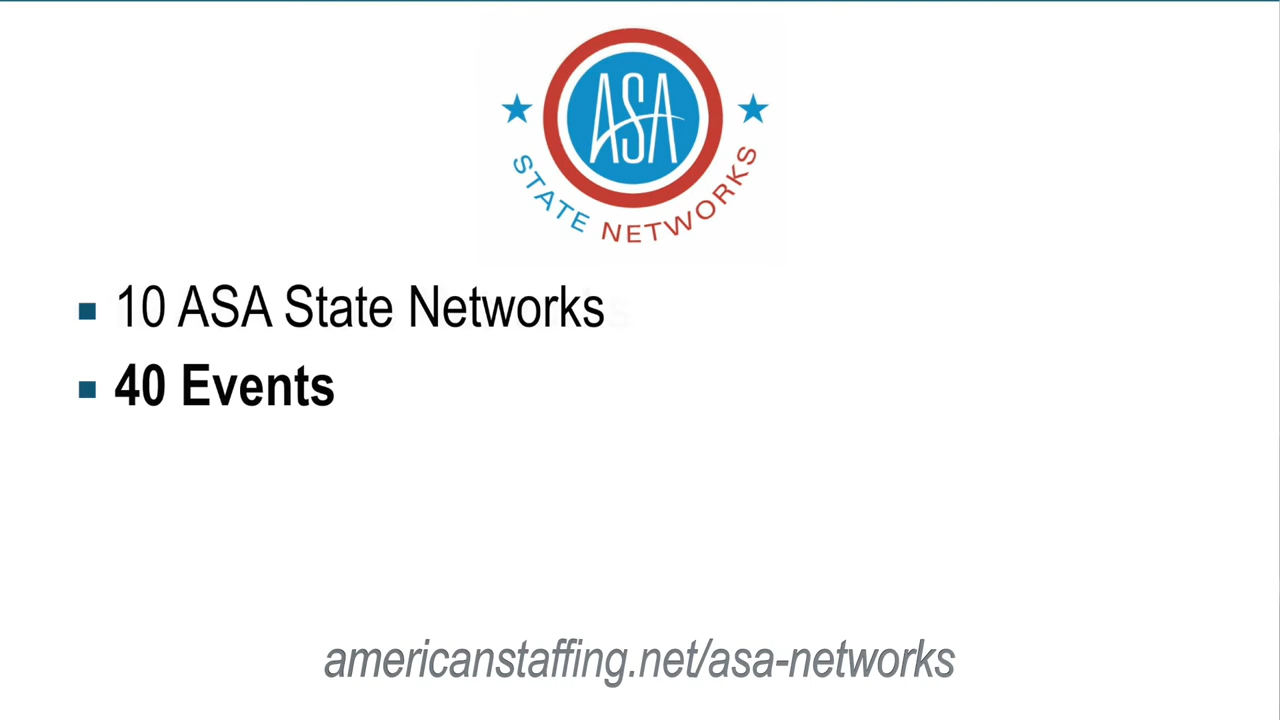 ASA
STATE NETWORKS
10 ASA State Networks
40 Events
americanstaffing.net/asa-networks